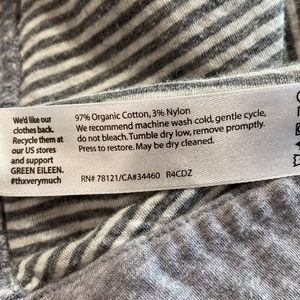 We'd like our
clothes back.
Recycle them at
our US stores
and support
GREEN EILEEN.
#thxverymuch
97% Organic Cotton, 3% Nylon
We recommend machine wash cold, gentle cycle,
do not bleach. Tumble dry low, remove promptly.
Press to restore. May be dry cleaned.
RN# 78121/CA#34460 R4CDZ